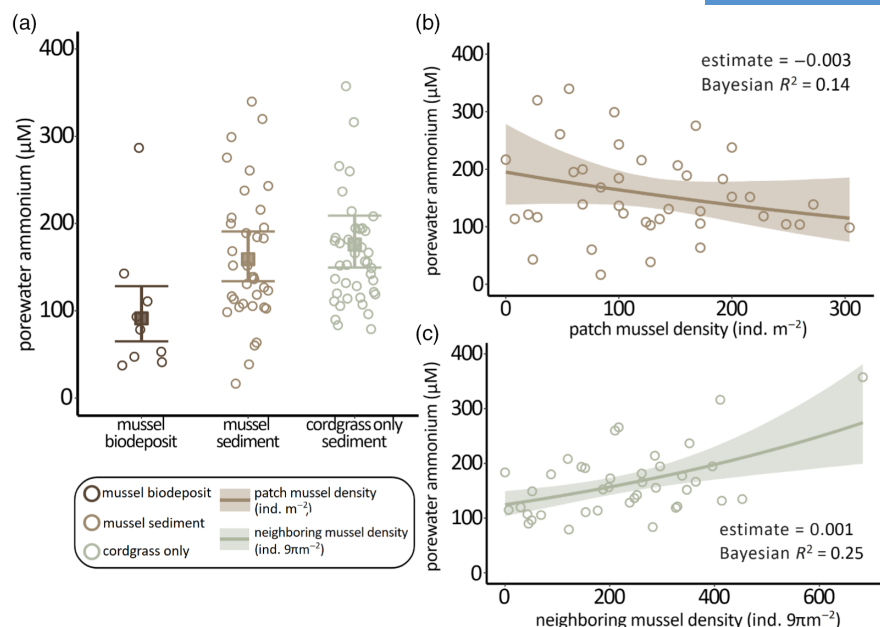 (a)
porewater ammonium (µM)
400
300
200
100
0
mussel
biodeposit
mussel
sediment
cordgrass only
sediment
mussel biodeposit
mussel sediment
cordgrass only
patch mussel density
(ind. m⁻²)
neighboring mussel density
(ind. 9πm⁻²)
(b)
porewater ammonium (µM)
400
300
200
100
0
estimate = −0.003
Bayesian R² = 0.14
0 100 200 300
patch mussel density (ind. m⁻²)
(c)
porewater ammonium (µM)
400
300
200
100
0
estimate = 0.001
Bayesian R² = 0.25
0 200 400 600
neighboring mussel density (ind. 9πm⁻²)